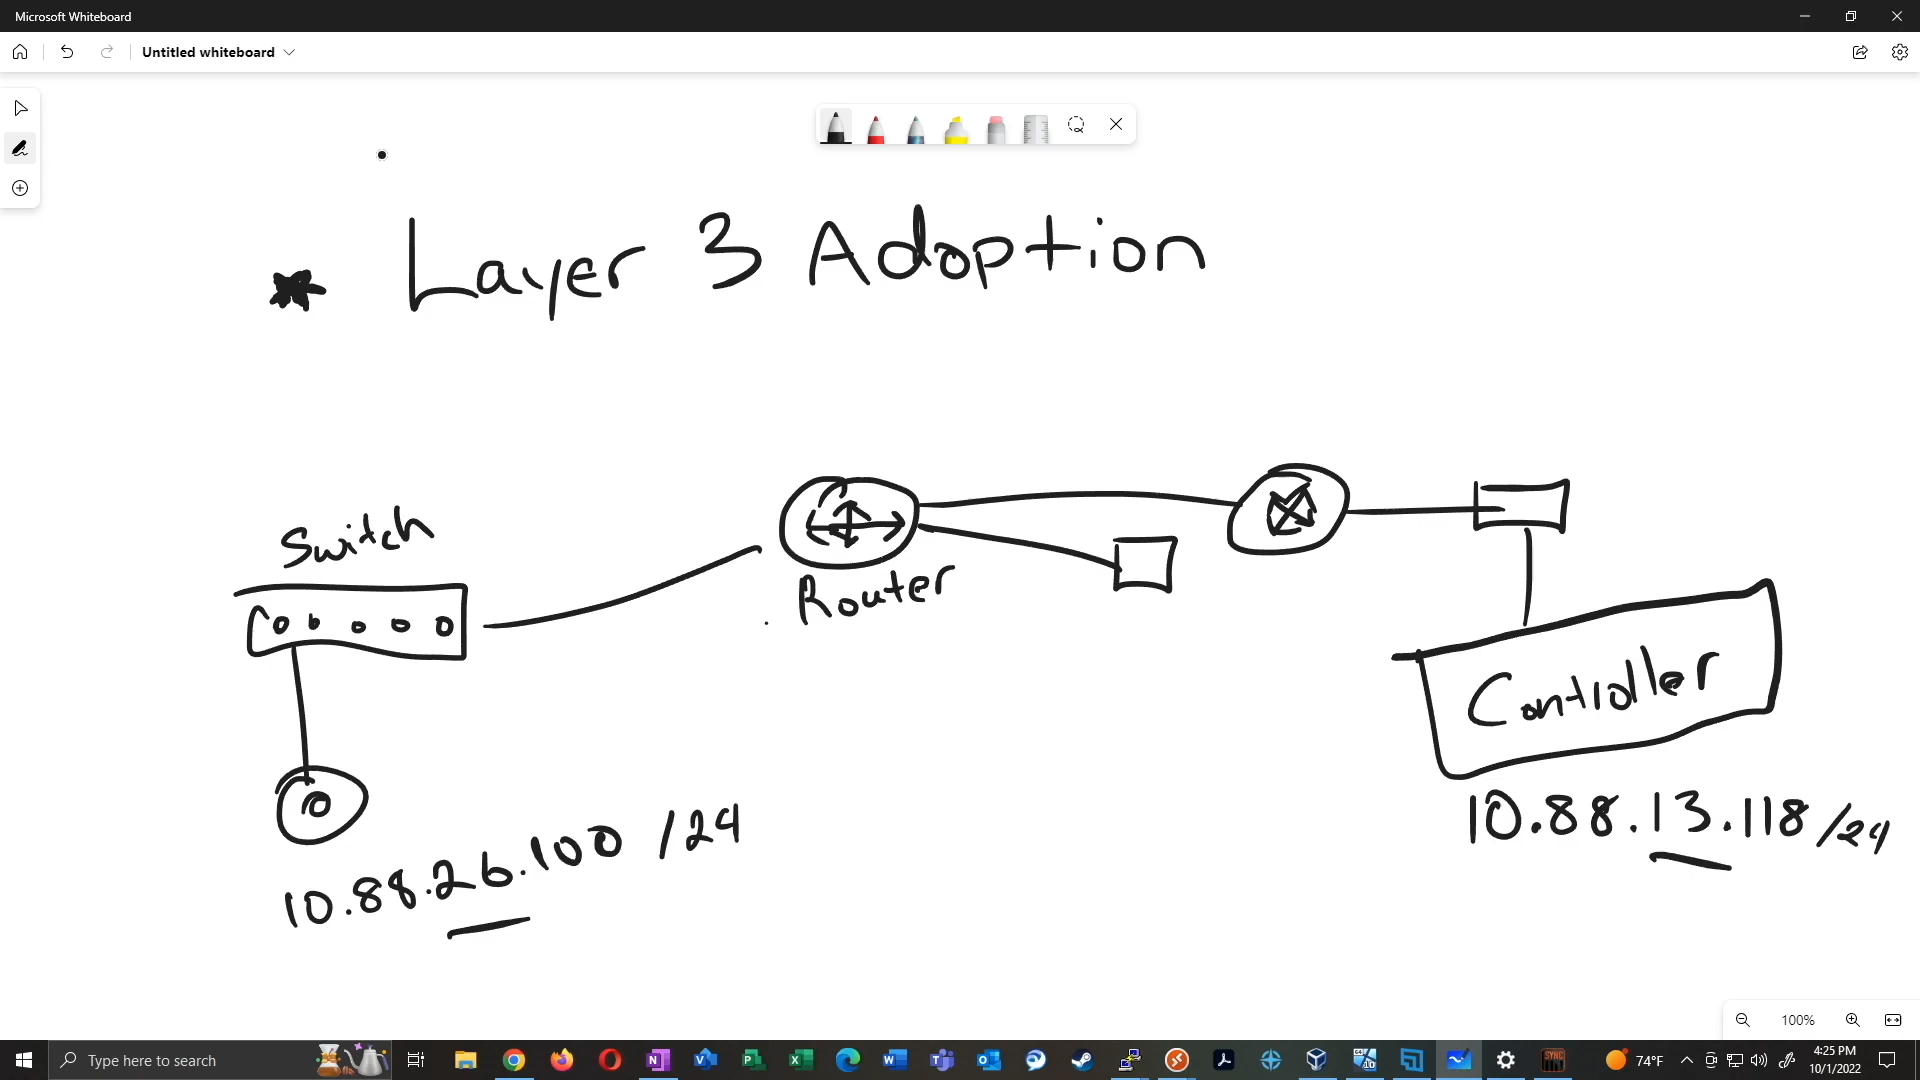 Microsoft Whiteboard
Untitled whiteboard
Layer 3 Adoption
Switch
Router
Controller
10.88.26.100 /24
10.88.13.118/24
100%
Type here to search
74°F
4:25 PM
10/1/2022